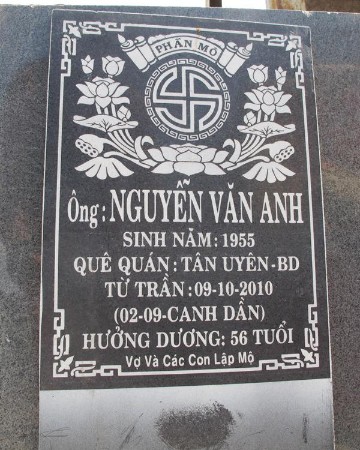 PHẦN MỘ
Ông: NGUYỄN VĂN ANH
SINH NĂM: 1955
QUÊ QUÁN: TÂN UYÊN-BD
TỪ TRẦN: 09-10-2010
(02-09-CANH DẦN)
HƯỞNG DƯƠNG: 56 TUỔI
Vợ Và Các Con Lập Mộ